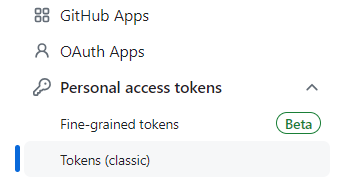 GitHub Apps
OAuth Apps
Personal access tokens
Fine-grained tokens Beta
Tokens (classic)